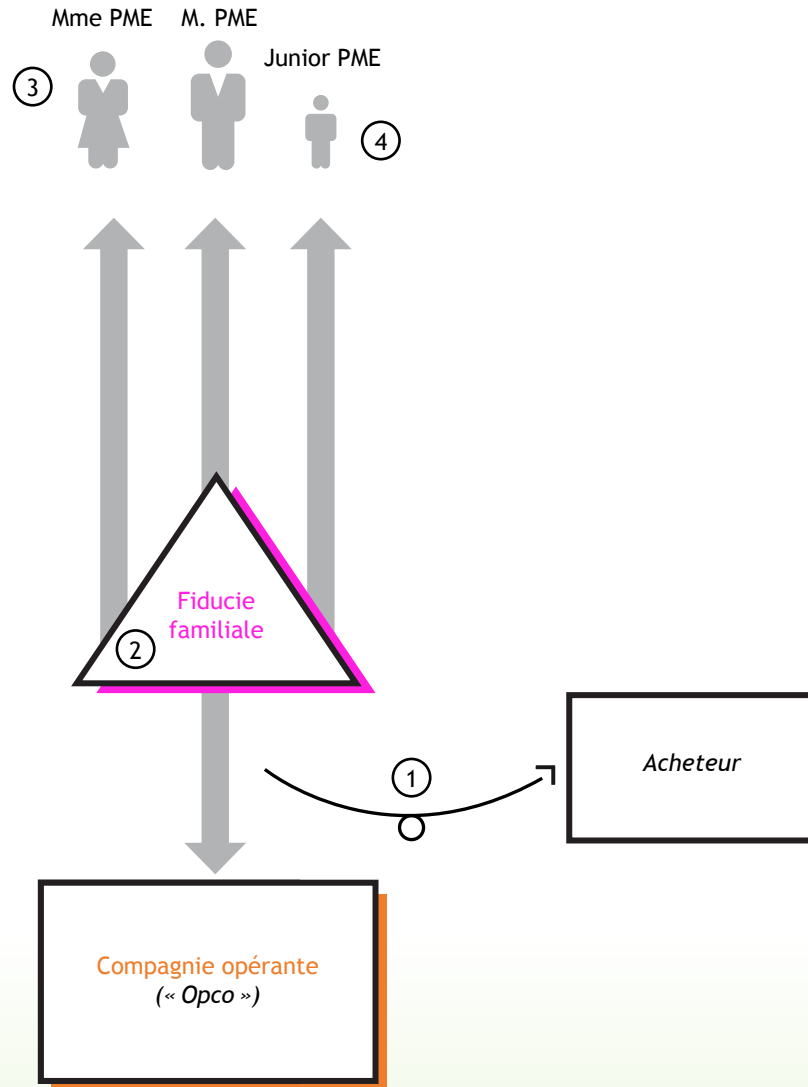 Mme PME
M. PME
Junior PME
3
4
Fiducie
familiale
2
1
Acheteur
Compagnie opérante
(« Opco »)